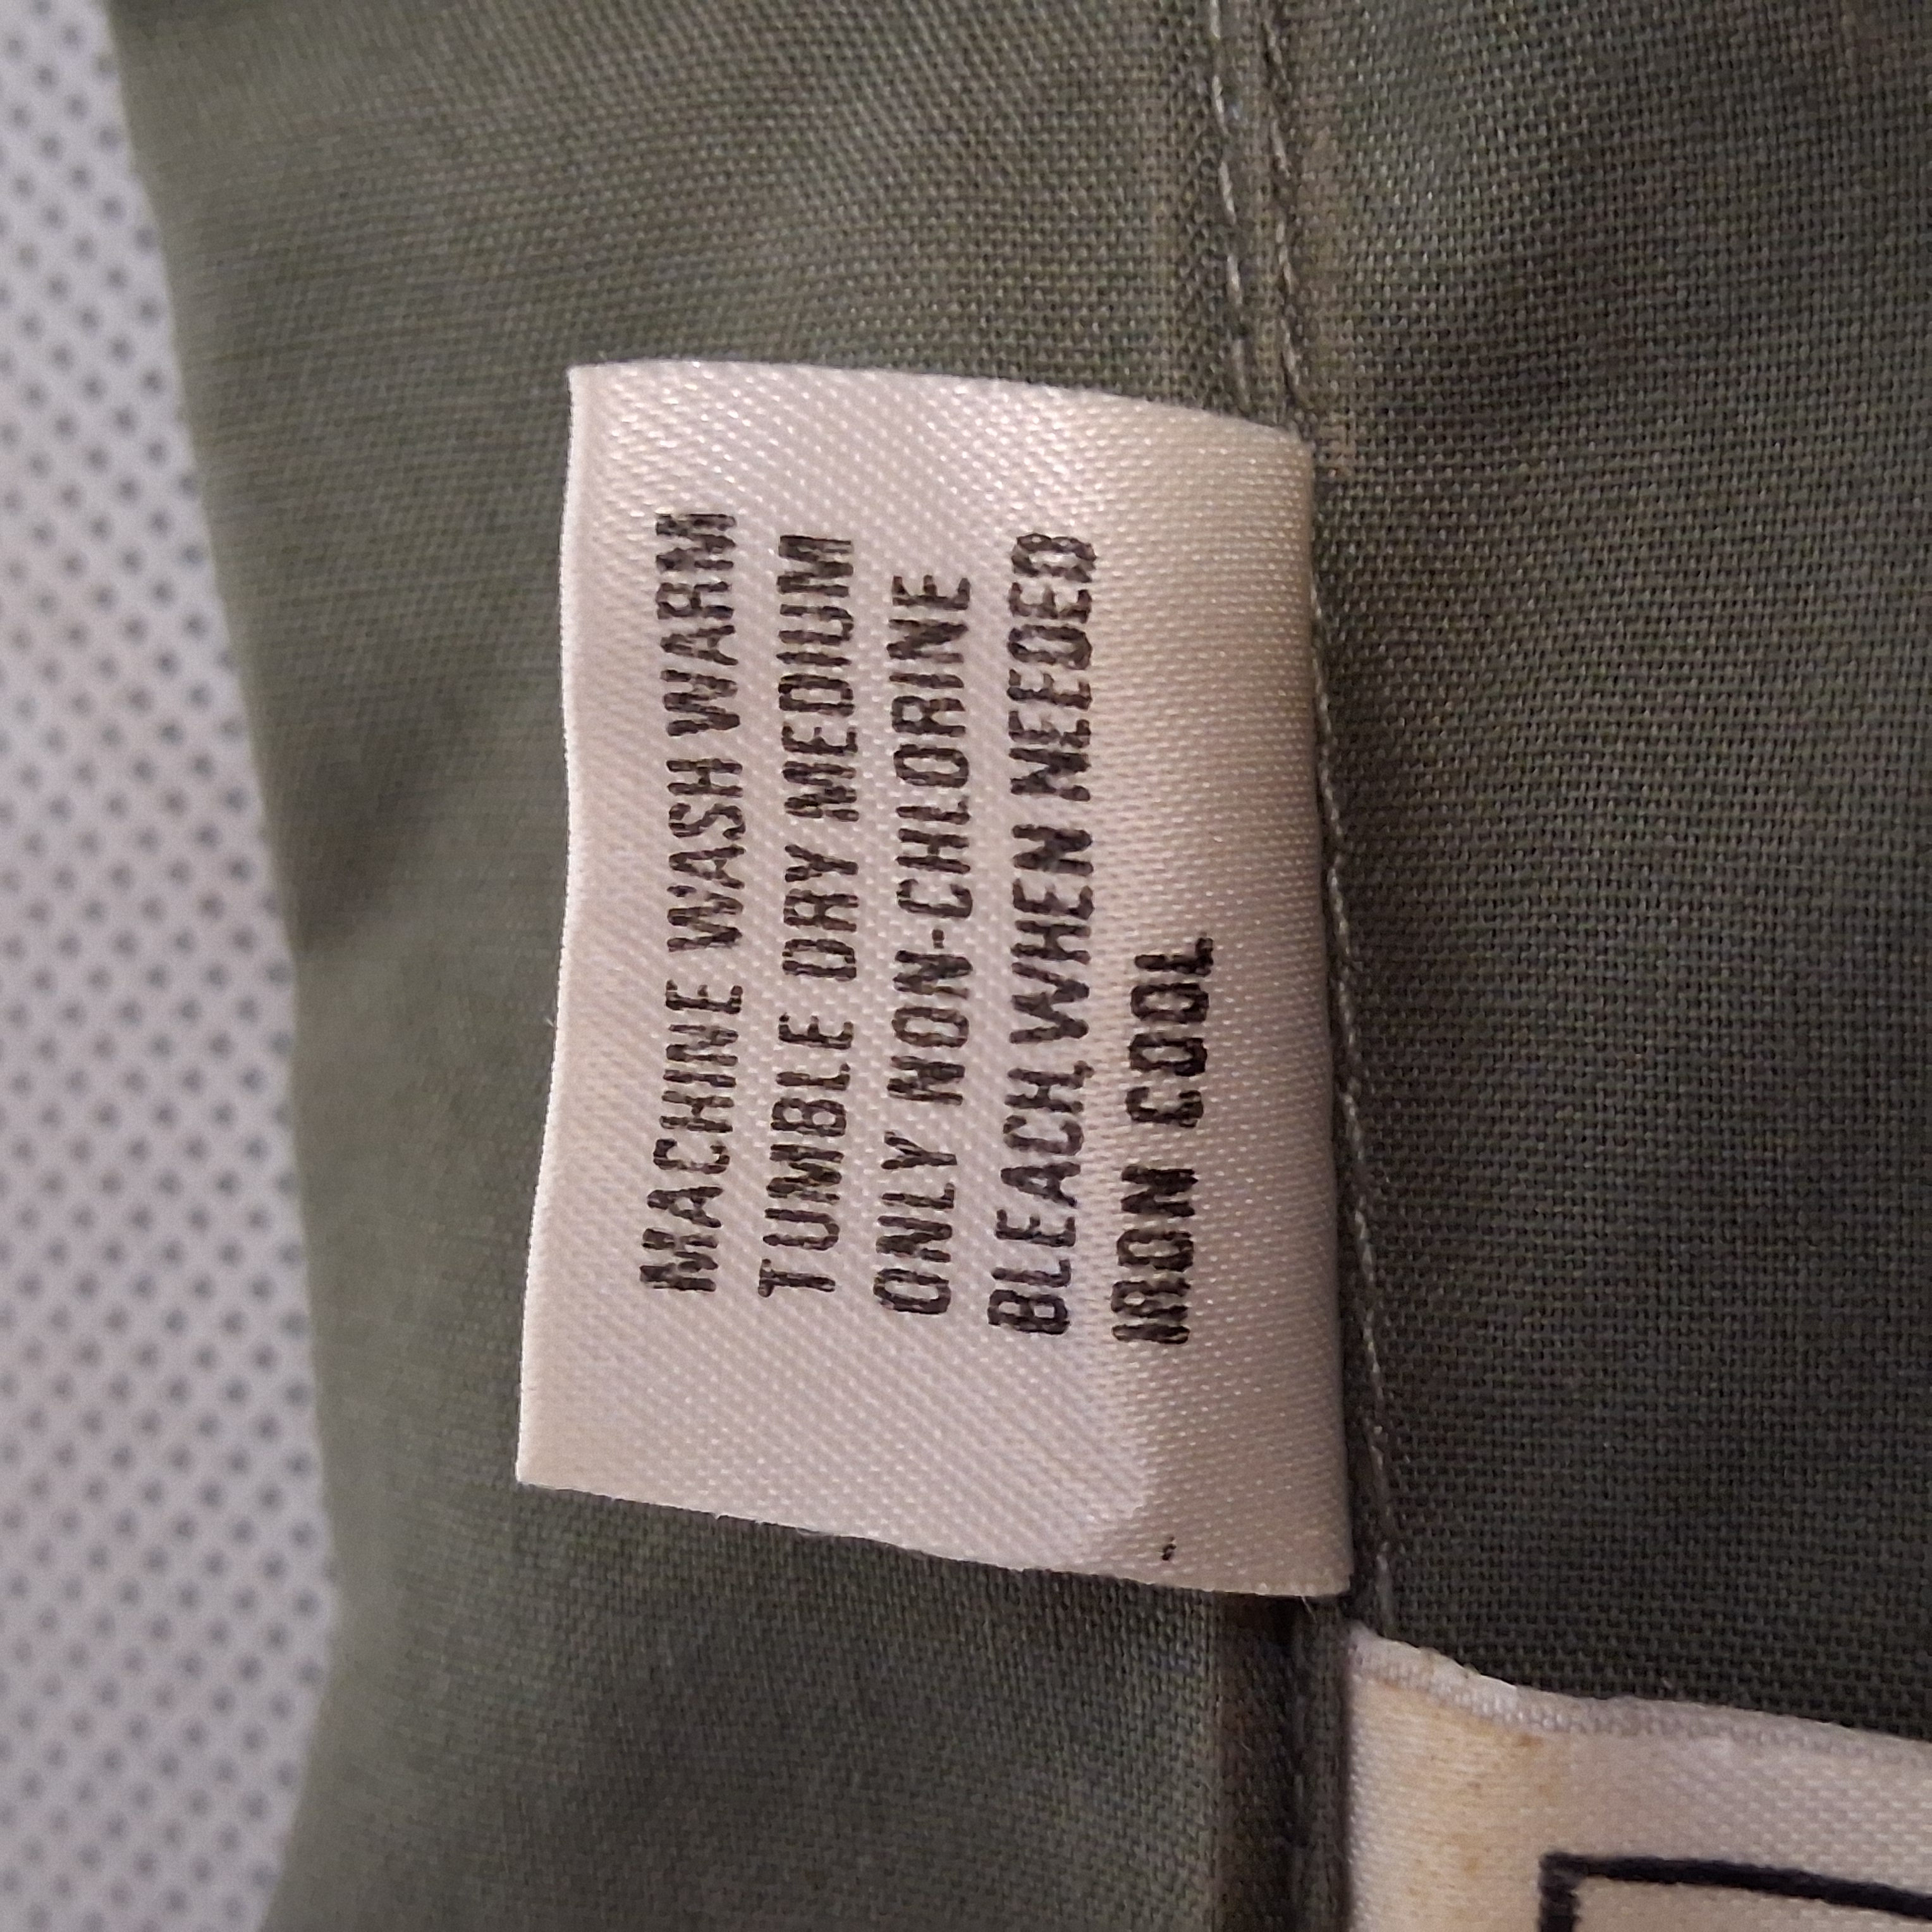 MACHINE WASH WARM
TUMBLE DRY MEDIUM
ONLY NON-CHLORINE
BLEACH, WHEN NEEDED
IRON COOL